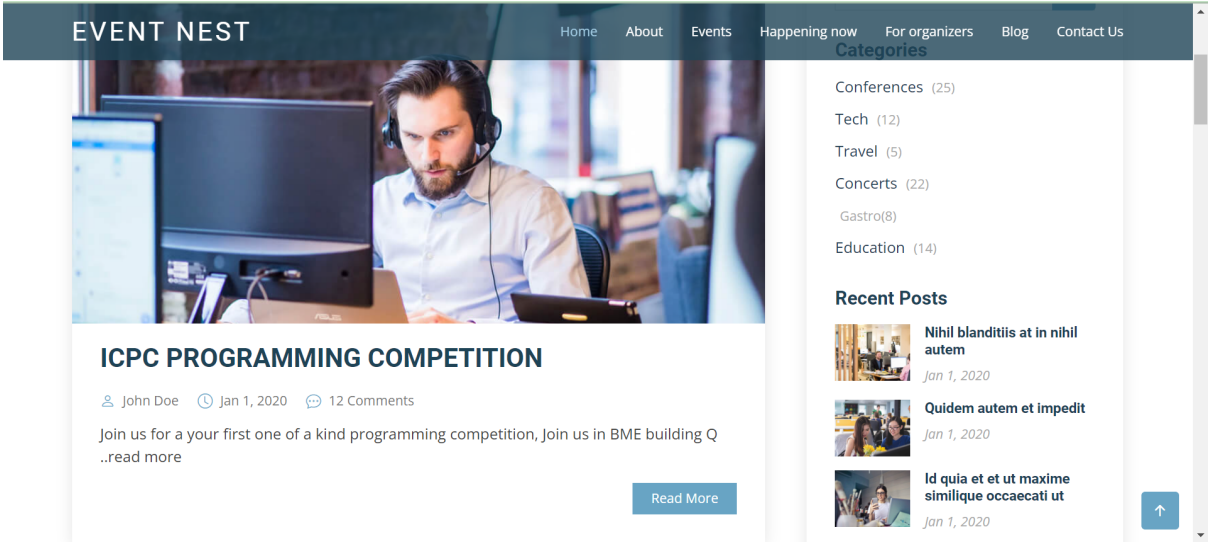 EVENT NEST
Home About Events Happening now For organizers Blog Contact Us
ASUS
ICPC PROGRAMMING COMPETITION
John Doe Jan 1, 2020 12 Comments
Join us for a your first one of a kind programming competition, Join us in BME building Q
..read more
Read More
Categories
Conferences (25)
Tech (12)
Travel (5)
Concerts (22)
Gastro(8)
Education (14)
Recent Posts
Nihil blanditiis at in nihil
autem
Jan 1, 2020
Quidem autem et impedit
Jan 1, 2020
Id quia et et ut maxime
similique occaecati ut
Jan 1, 2020